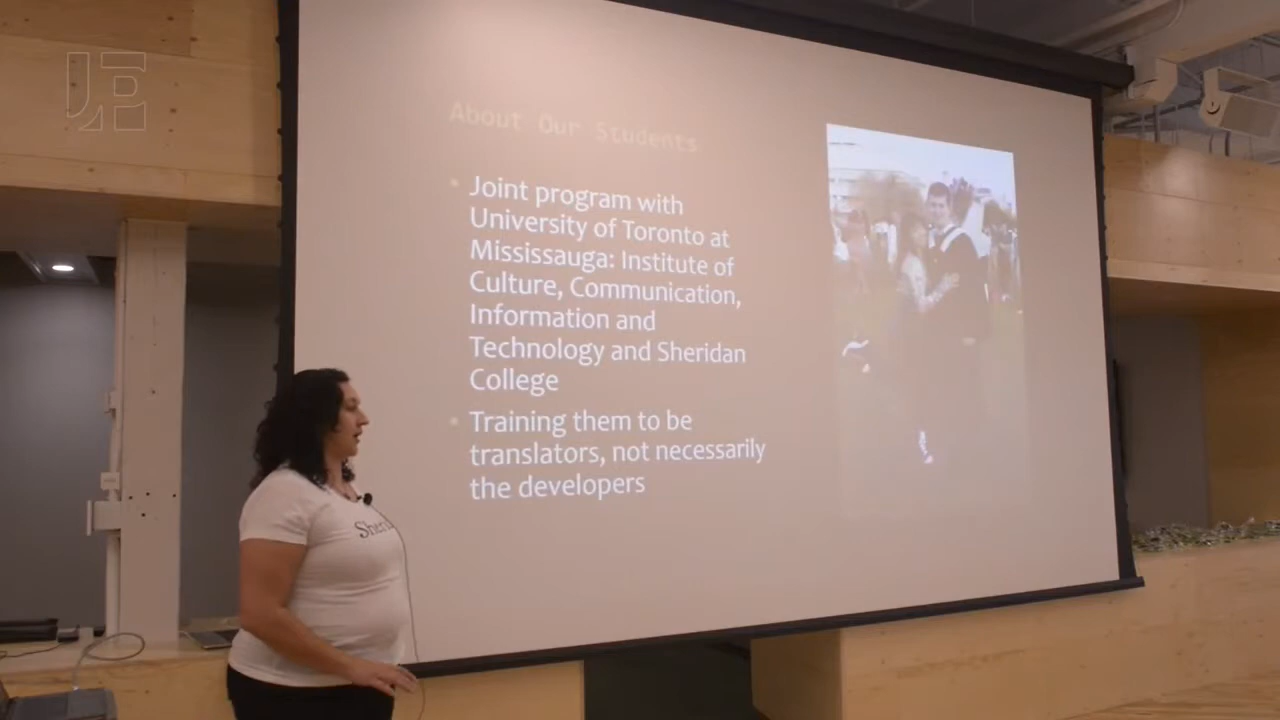 About Our Students
Joint program with
University of Toronto at
Mississauga: Institute of
Culture, Communication,
Information and
Technology and Sheridan
College
Training them to be
translators, not necessarily
the developers